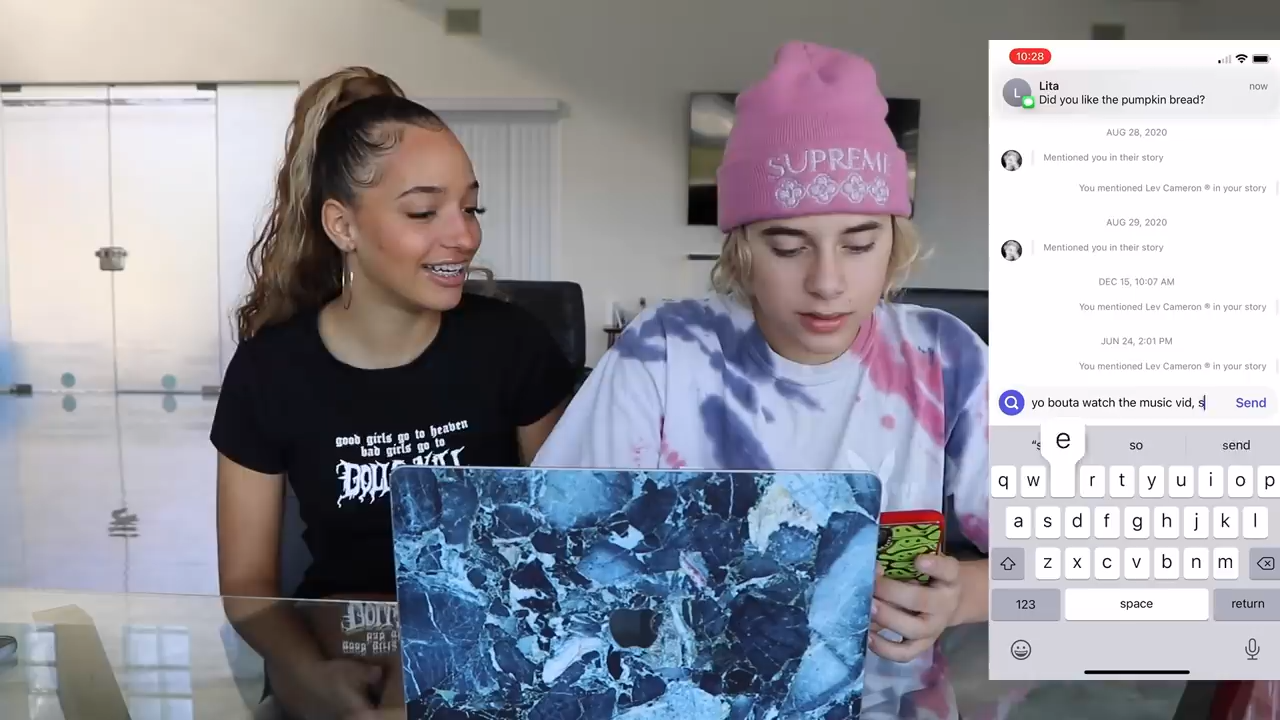 SUPREME
good girls go to heaven
bad girls go to
10:28
Lita
now
L
Did you like the pumpkin bread?
AUG 28, 2020
Mentioned you in their story
You mentioned Lev Cameron ® in your story
AUG 29, 2020
Mentioned you in their story
DEC 15, 10:07 AM
You mentioned Lev Cameron ® in your story
JUN 24, 2:01 PM
You mentioned Lev Cameron ® in your story
yo bouta watch the music vid, s
Send
e
“s
so
send
q w r t y u i o p
a s d f g h j k l
z x c v b n m
123
space
return